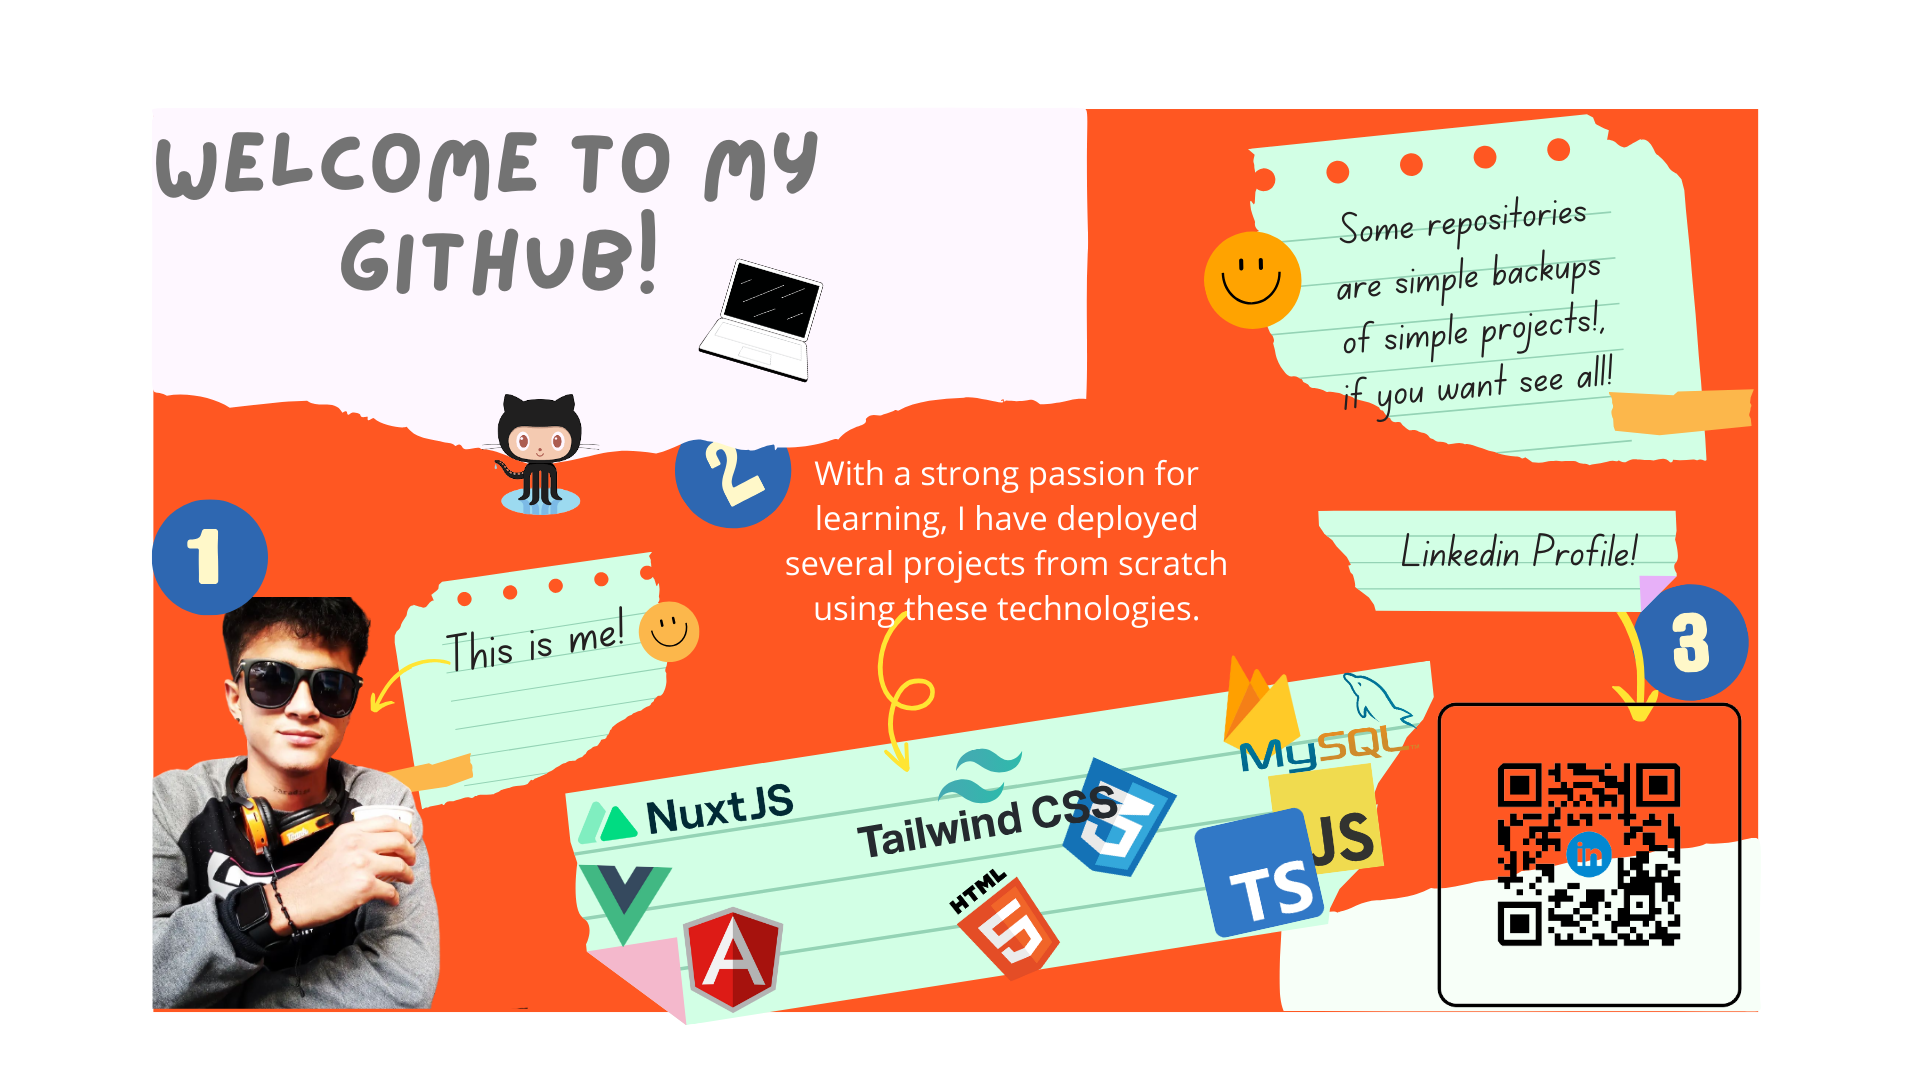 WELCOME TO MY
GITHUB!
Some repositories
are simple backups
of simple projects!,
if you want see all!
2
With a strong passion for
learning, I have deployed
several projects from scratch
using these technologies.
1
This is me!
Linkedin Profile!
3
NuxtJS
Tailwind CSS
MySQL
JS
TS
HTML
5
3
A
in